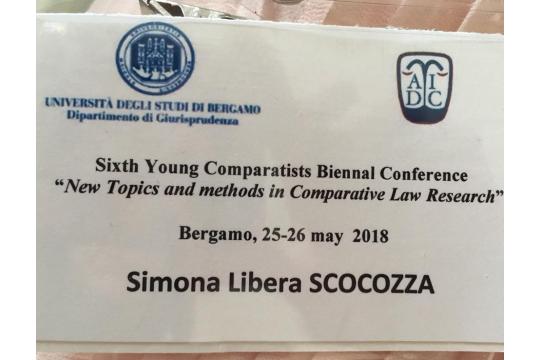 UNIVERSITÀ DEGLI STUDI DI BERGAMO
Dipartimento di Giurisprudenza
AIDC
Sixth Young Comparatists Biennal Conference
“New Topics and methods in Comparative Law Research”
Bergamo, 25-26 may 2018
Simona Libera SCOCOZZA